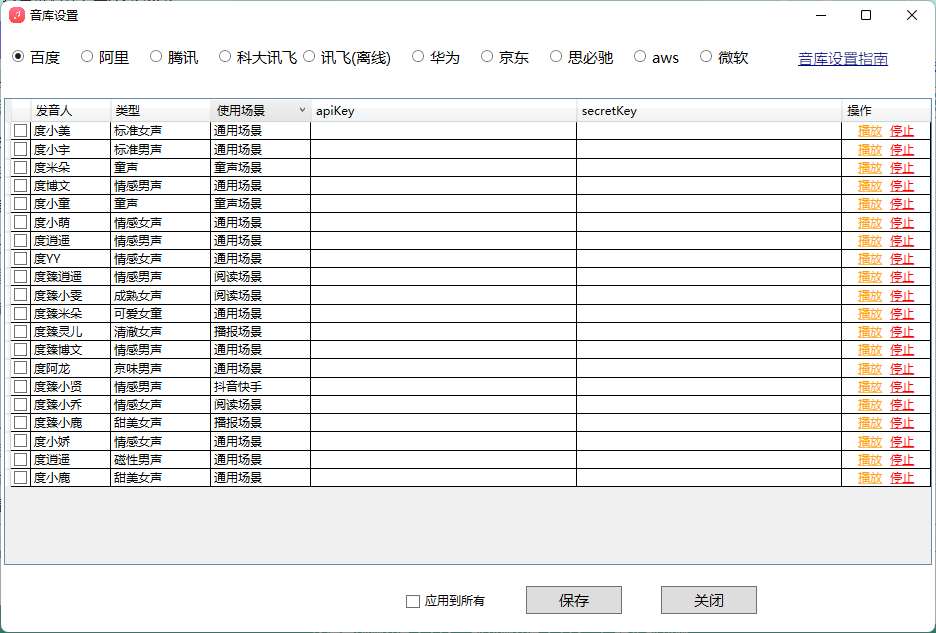 音库设置
百度 阿里 腾讯 科大讯飞 讯飞(离线) 华为 京东 思必驰 aws 微软 音库设置指南
发音人 类型 使用场景 apiKey secretKey 操作
度小美 标准女声 通用场景 播放 停止
度小宇 标准男声 通用场景 播放 停止
度米朵 童声 童声场景 播放 停止
度博文 情感男声 通用场景 播放 停止
度小童 童声 童声场景 播放 停止
度小萌 情感女声 通用场景 播放 停止
度逍遥 情感男声 通用场景 播放 停止
度YY 情感女声 通用场景 播放 停止
度臻逍遥 情感男声 阅读场景 播放 停止
度臻小雯 成熟女声 阅读场景 播放 停止
度臻米朵 可爱女童 通用场景 播放 停止
度臻灵儿 清澈女声 播报场景 播放 停止
度臻博文 情感男声 通用场景 播放 停止
度阿龙 京味男声 通用场景 播放 停止
度臻小贤 情感男声 抖音快手 播放 停止
度臻小乔 情感女声 阅读场景 播放 停止
度臻小鹿 甜美女声 播报场景 播放 停止
度小娇 情感女声 通用场景 播放 停止
度逍遥 磁性男声 通用场景 播放 停止
度小鹿 甜美女声 通用场景 播放 停止
应用到所有 保存 关闭